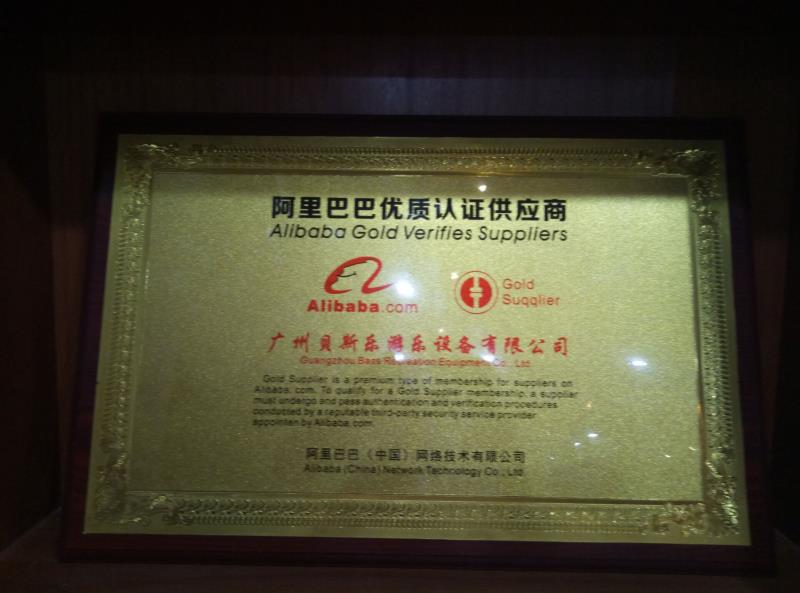 阿里巴巴优质认证供应商
Alibaba Gold Verifies Suppliers
Alibaba.com
Gold
Suqqlier
广州贝斯乐游乐设备有限公司
Guangzhou Bass Recreation Equipment Co., Ltd.
Gold Supplier is a premium type of membership for suppliers on
Alibaba. com. To qualify for a Gold Supplier membership, a supplier
must undergo and pass authentication and verification procedures
conducted by a reputable third-party security service provider
appointen by Alibaba.com.
阿里巴巴（中国）网络技术有限公司
Alibaba (China) Network Technology Co., Ltd.